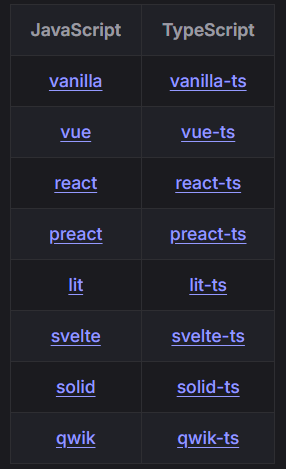 JavaScript TypeScript
vanilla vanilla-ts
vue vue-ts
react react-ts
preact preact-ts
lit lit-ts
svelte svelte-ts
solid solid-ts
qwik qwik-ts